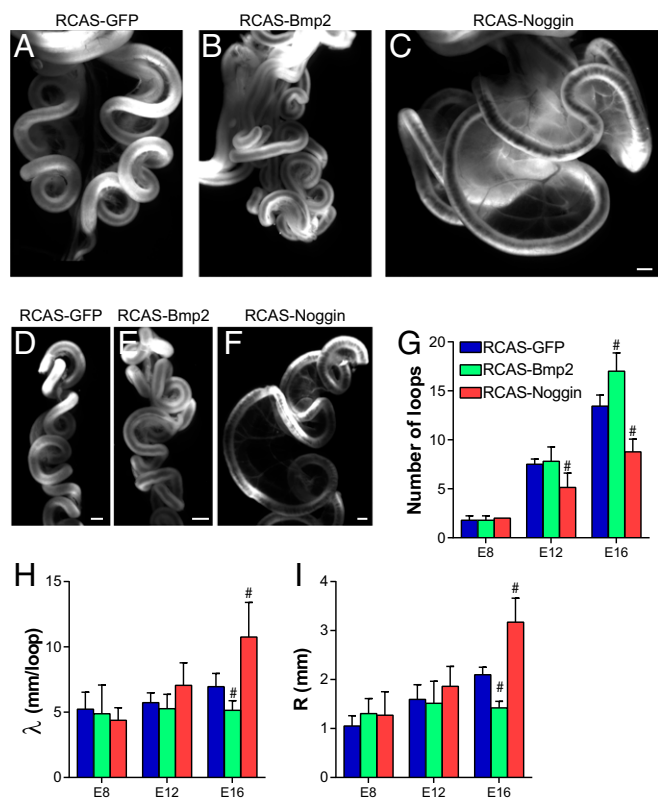 RCAS-GFP
RCAS-Bmp2
RCAS-Noggin
A
B
C
RCAS-GFP
RCAS-Bmp2
RCAS-Noggin
D
E
F
G
Number of loops
20
15
10
5
0
RCAS-GFP
RCAS-Bmp2
RCAS-Noggin
#
#
#
E8
E12
E16
H
λ (mm/loop)
15
10
5
0
#
#
E8
E12
E16
I
R (mm)
4
3
2
1
0
#
#
E8
E12
E16